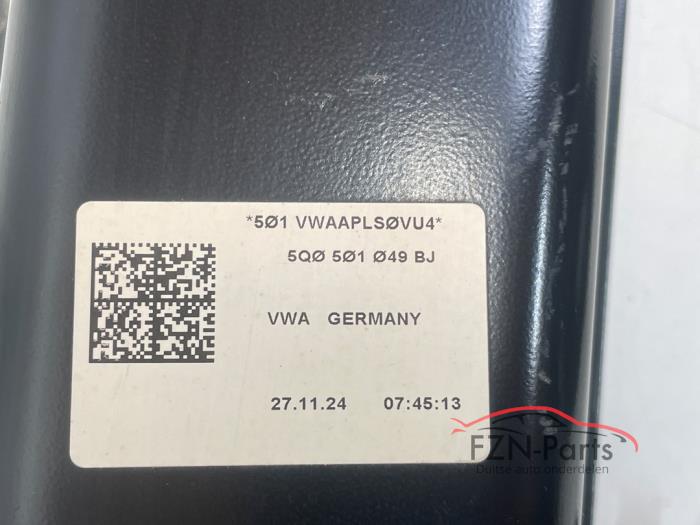 *5Ø1 VWAAPLSØVU4*
5QØ 5Ø1 Ø49 BJ
VWA GERMANY
27.11.24 07:45:13
FZN-Parts
Duitse auto onderdelen